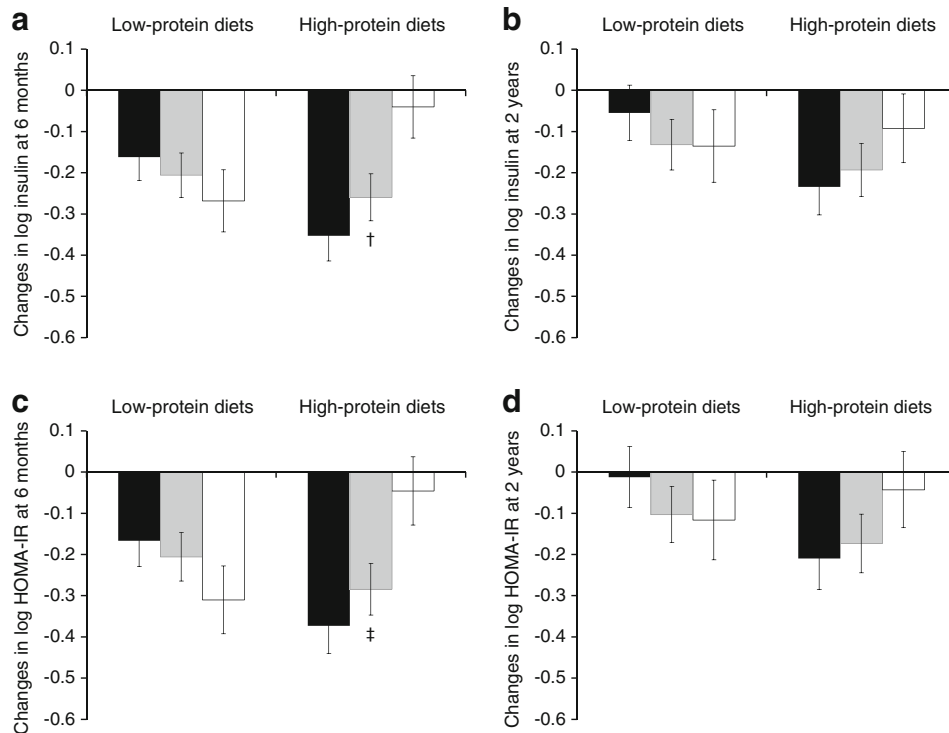 a
Low-protein diets High-protein diets
Changes in log insulin at 6 months
0.1
0
-0.1
-0.2
-0.3
-0.4
-0.5
-0.6
†
b
Low-protein diets High-protein diets
Changes in log insulin at 2 years
0.1
0
-0.1
-0.2
-0.3
-0.4
-0.5
-0.6
c
Low-protein diets High-protein diets
Changes in log HOMA-IR at 6 months
0.1
0
-0.1
-0.2
-0.3
-0.4
-0.5
-0.6
‡
d
Low-protein diets High-protein diets
Changes in log HOMA-IR at 2 years
0.1
0
-0.1
-0.2
-0.3
-0.4
-0.5
-0.6